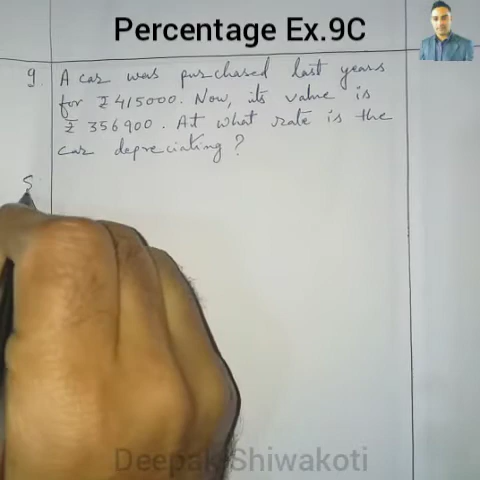 Percentage Ex.9C
9. A car was purchased last years
for ₹ 415000. Now, its value is
₹ 356900. At what rate is the
car depreciating?
S
Deepak Shiwakoti